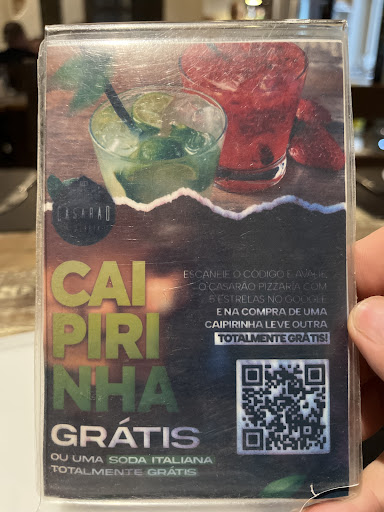 CASARÃO
PIZZARIA
CAI
PIRI
NHA
GRÁTIS
OU UMA SODA ITALIANA
TOTALMENTE GRÁTIS
ESCANEIE O CÓDIGO E AVALIE
O CASARÃO PIZZARIA COM
5 ESTRELAS NO GOOGLE
E NA COMPRA DE UMA
CAIPIRINHA LEVE OUTRA
TOTALMENTE GRÁTIS!